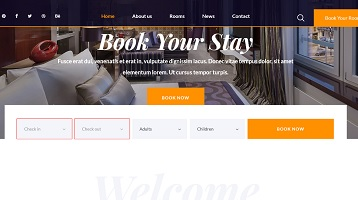 Home About us Rooms News Contact
Book Your Room
Book Your Stay
Fusce erat dui, venenatis et erat in, vulputate dignissim lacus. Donec vitae tempus dolor, sit amet
elementum lorem. Ut cursus tempor turpis.
BOOK NOW
Check in Check out Adults Children BOOK NOW
Welcome